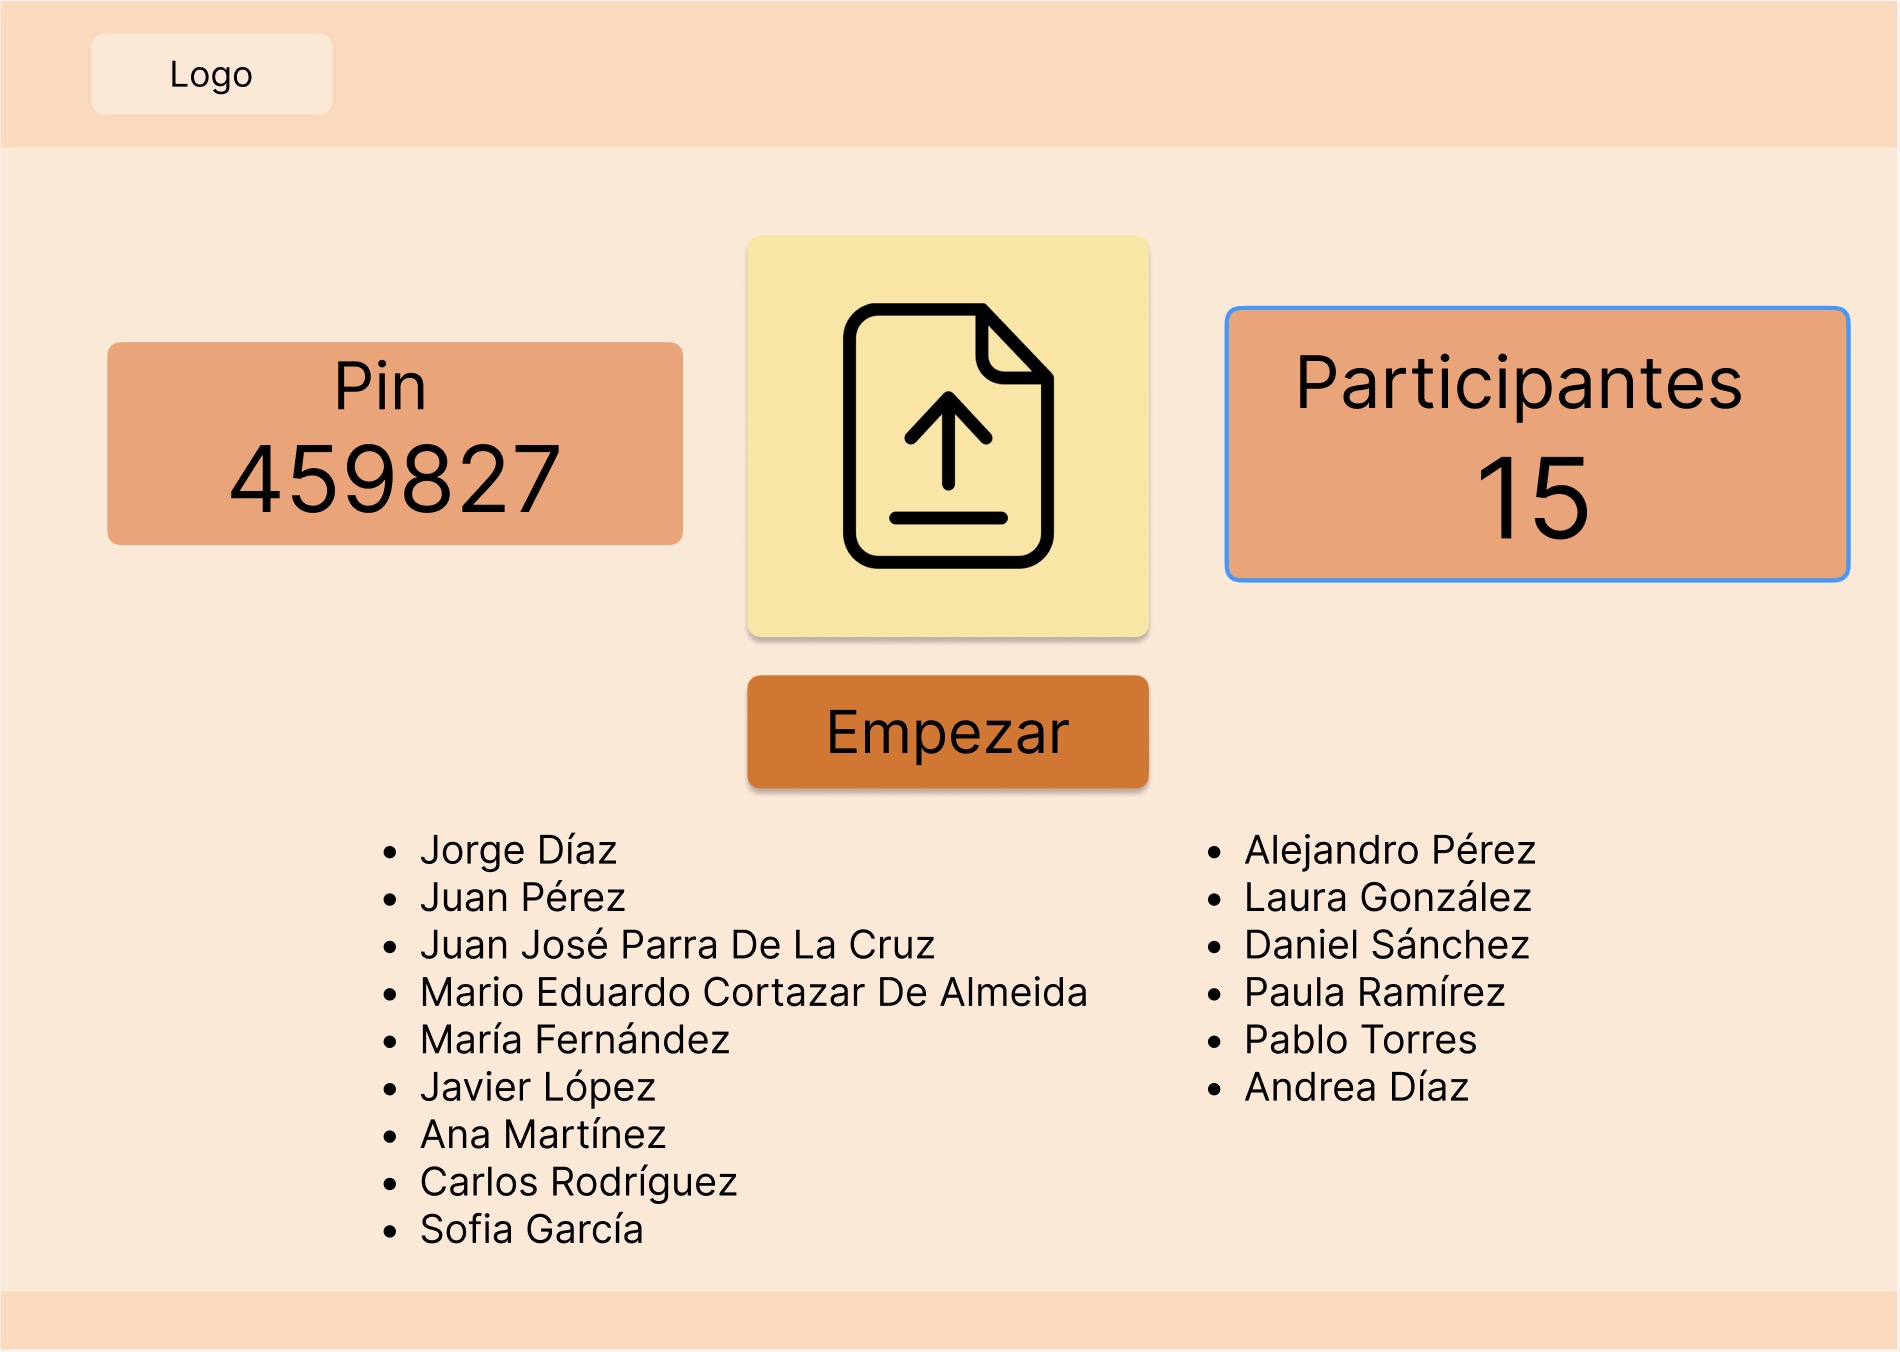 Logo
Pin
459827
Participantes
15
Empezar
• Jorge Díaz
• Juan Pérez
• Juan José Parra De La Cruz
• Mario Eduardo Cortazar De Almeida
• María Fernández
• Javier López
• Ana Martínez
• Carlos Rodríguez
• Sofia García
• Alejandro Pérez
• Laura González
• Daniel Sánchez
• Paula Ramírez
• Pablo Torres
• Andrea Díaz